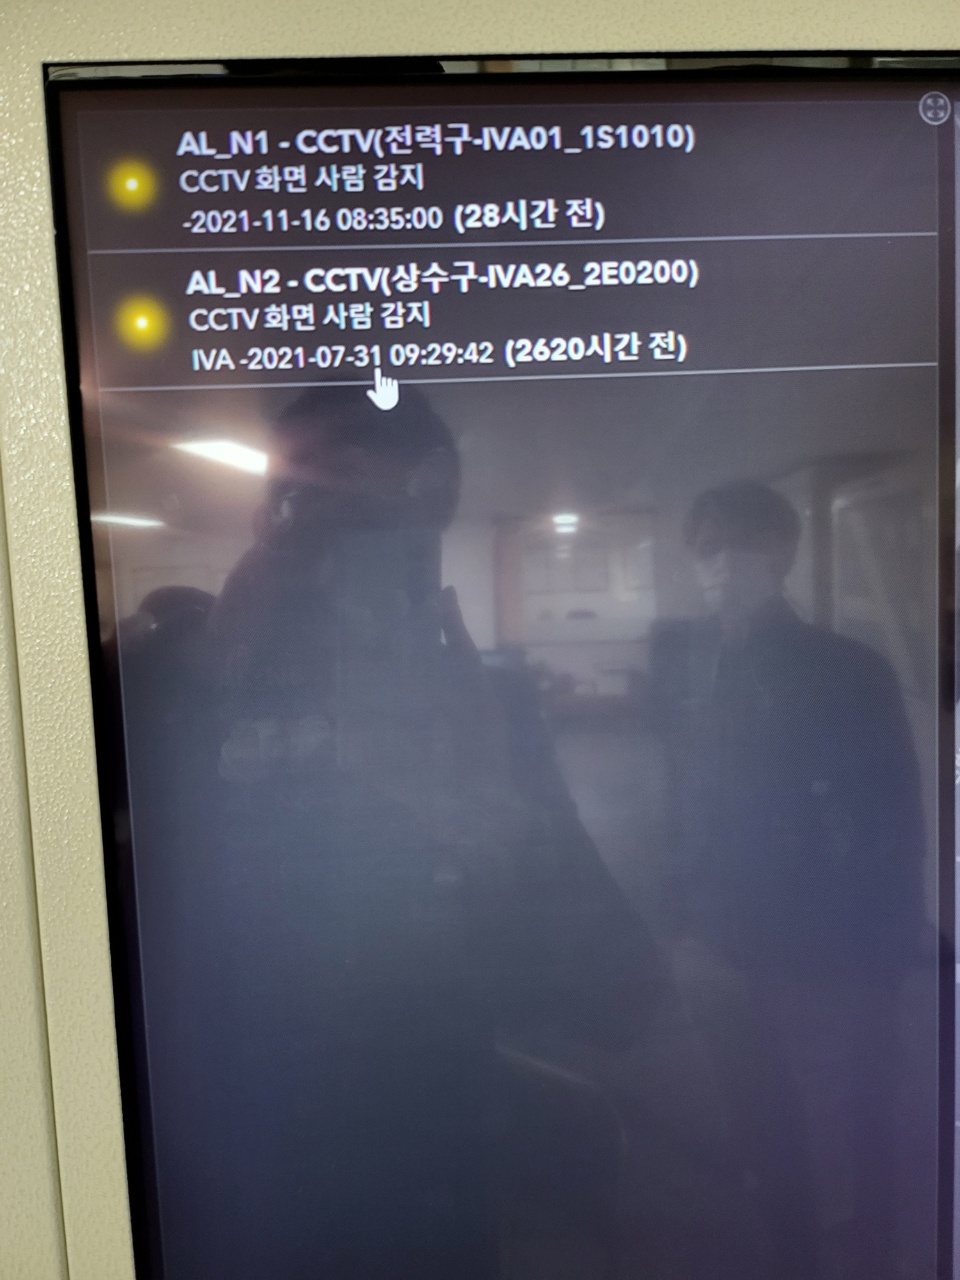 AL_N1 - CCTV(전력구-IVA01_1S1010)
CCTV 화면 사람 감지
-2021-11-16 08:35:00 (28시간 전)
AL_N2 - CCTV(상수구-IVA26_2E0200)
CCTV 화면 사람 감지
IVA -2021-07-31 09:29:42 (2620시간 전)